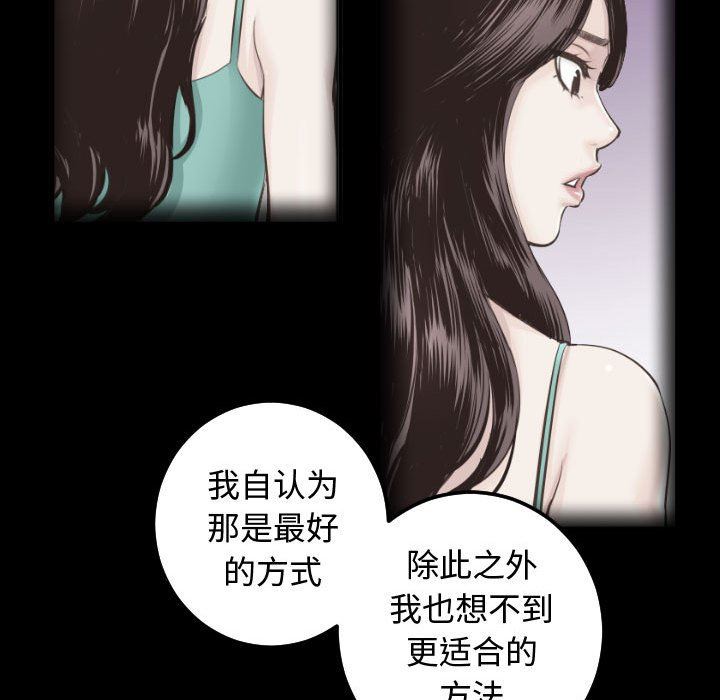 我自认为
那是最好
的方式
除此之外
我也想不到
更适合的
方法